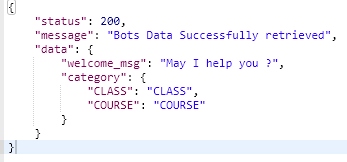 {
    "status": 200,
    "message": "Bots Data Successfully retrieved",
    "data": {
        "welcome_msg": "May I help you ?",
        "category": {
            "CLASS": "CLASS",
            "COURSE": "COURSE"
        }
    }
}